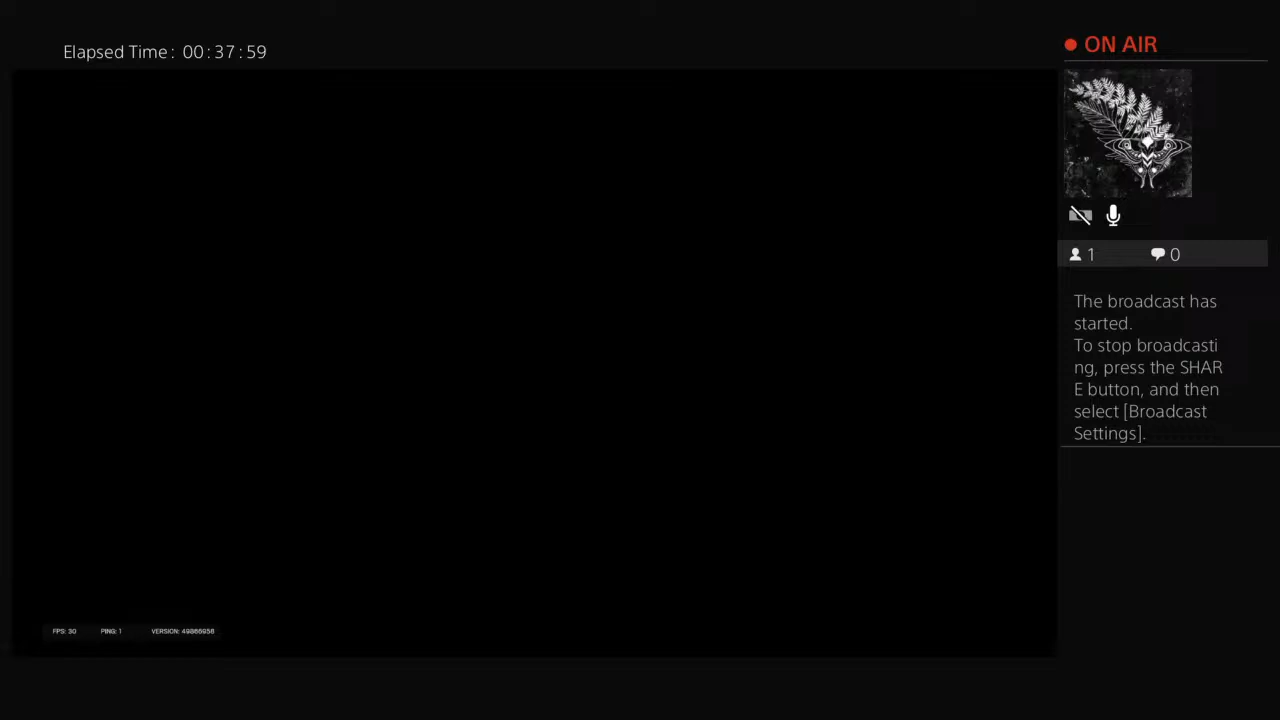 Elapsed Time: 00:37:59
ON AIR
1 0
The broadcast has
started.
To stop broadcasti
ng, press the SHAR
E button, and then
select [Broadcast
Settings].
FPS: 30 PING: 1 VERSION: 49866956